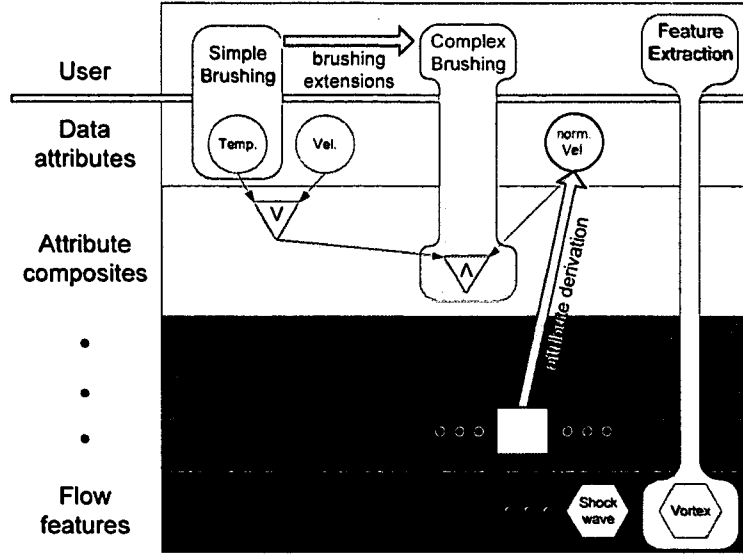 Simple
Brushing
brushing
extensions
Complex
Brushing
Feature
Extraction
User
Data
attributes
Temp.
Vel.
norm.
Vel
V
Attribute
composites
Λ
attribute derivation
Flow
features
Shock
wave
Vortex